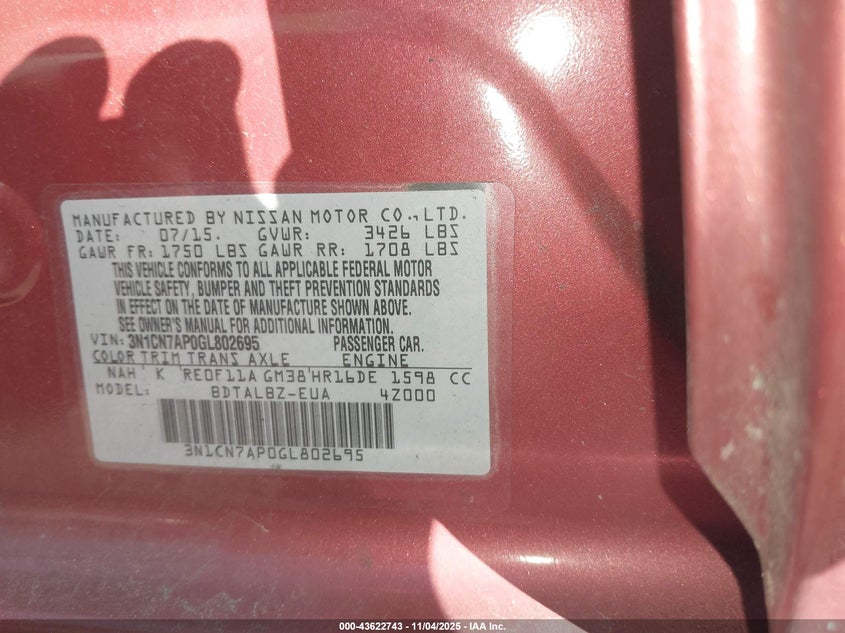 MANUFACTURED BY NISSAN MOTOR CO.,LTD.
DATE: 07/15. GVWR: 3426 LBS
GAWR FR: 1750 LBS GAWR RR: 1708 LBS
THIS VEHICLE CONFORMS TO ALL APPLICABLE FEDERAL MOTOR
VEHICLE SAFETY, BUMPER AND THEFT PREVENTION STANDARDS
IN EFFECT ON THE DATE OF MANUFACTURE SHOWN ABOVE.
SEE OWNER'S MANUAL FOR ADDITIONAL INFORMATION.
VIN: 3N1CN7AP0GL802695 PASSENGER CAR.
COLOR TRIM TRANS AXLE ENGINE
NAH K RE0F11A GM38 HR16DE 1598 CC
MODEL: BDTALBZ-EUA 4Z000
3N1CN7AP0GL802695
000-43622743 - 11/04/2025 - IAA Inc.